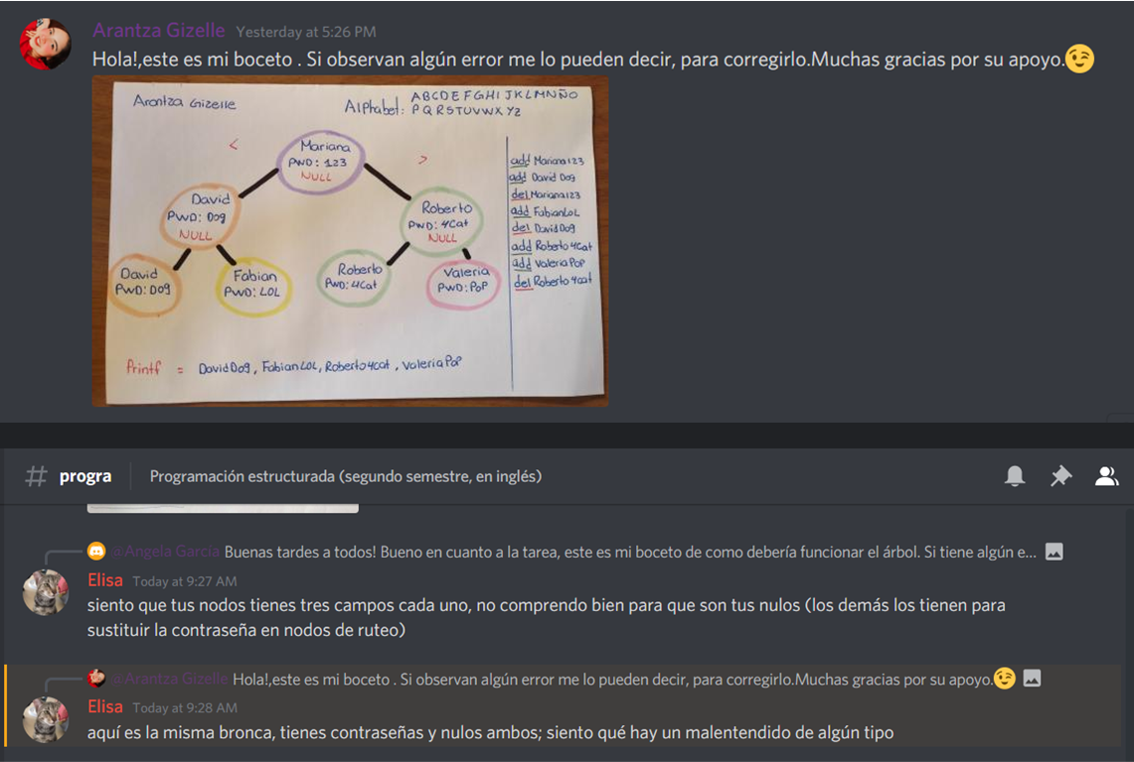 Arantza Gizelle Yesterday at 5:26 PM
Hola!,este es mi boceto . Si observan algún error me lo pueden decir, para corregirlo.Muchas gracias por su apoyo.😉
Arantza Gizelle
Alphabet: ABCDEFGHIJKLMNÑO
PQRSTUVWXYZ
<
>
Mariana
PWD: 123
NULL
David
PWD: Dog
NULL
Roberto
PWD: 4Cat
NULL
David
PWD: Dog
Fabian
PWD: LOL
Roberto
PWD: 4Cat
Valeria
PWD: PoP
add Mariana123
add David Dog
del Mariana123
add FabianLoL
del DavidDog
add Roberto4Cat
add ValeriaPoP
del Roberto4cat
Printf = DavidDog, FabianLOL, Roberto4cat, ValeriaPoP
# progra Programación estructurada (segundo semestre, en inglés)
@Angela García Buenas tardes a todos! Bueno en cuanto a la tarea, este es mi boceto de como debería funcionar el árbol. Si tiene algún e...
Elisa Today at 9:27 AM
siento que tus nodos tienes tres campos cada uno, no comprendo bien para que son tus nulos (los demás los tienen para
sustituir la contraseña en nodos de ruteo)
@Arantza Gizelle Hola!,este es mi boceto . Si observan algún error me lo pueden decir, para corregirlo.Muchas gracias por su apoyo.😉
Elisa Today at 9:28 AM
aquí es la misma bronca, tienes contraseñas y nulos ambos; siento qué hay un malentendido de algún tipo